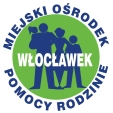 MIEJSKI OŚRODEK
WŁOCŁAWEK
POMOCY RODZINIE